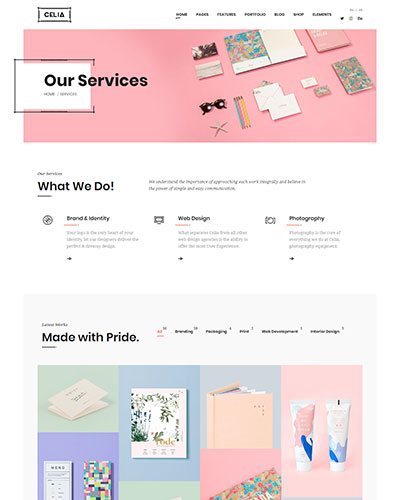 CELIA
HOME PAGES FEATURES PORTFOLIO BLOG SHOP ELEMENTS
Our Services
HOME / SERVICES
Our Services
What We Do!
We understand the importance of approaching each work integrally and believe in
the power of simple and easy communication.
Brand & Identity
Your logo is the very heart of your
identity, let our designers deliver the
perfect & dreamy design.
Web Design
What separates Celia from all other
web design agencies is the ability to
offer the most User Experience.
Photography
Photography is the core of
everything we do at Celia,
photography equipment.
Latest Works
Made with Pride.
All Branding Packaging Print Web Development Interior Design
MENU